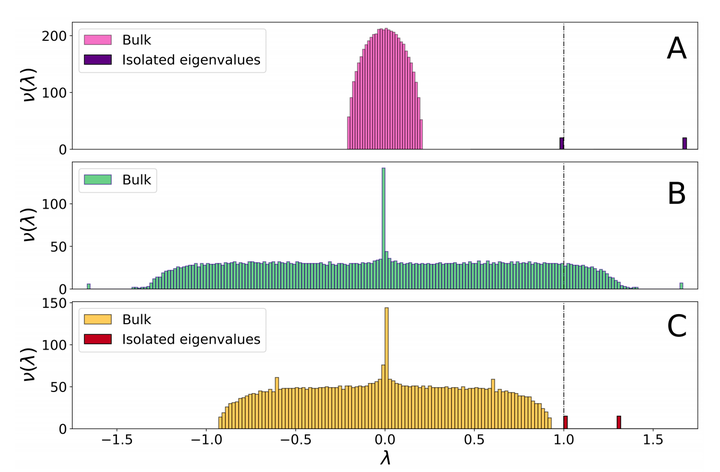 Bulk
Isolated eigenvalues
A
ν(λ)
200
100
0
Bulk
B
ν(λ)
100
50
0
Bulk
Isolated eigenvalues
C
ν(λ)
150
100
50
0
−1.5 −1.0 −0.5 0.0 0.5 1.0 1.5
λ